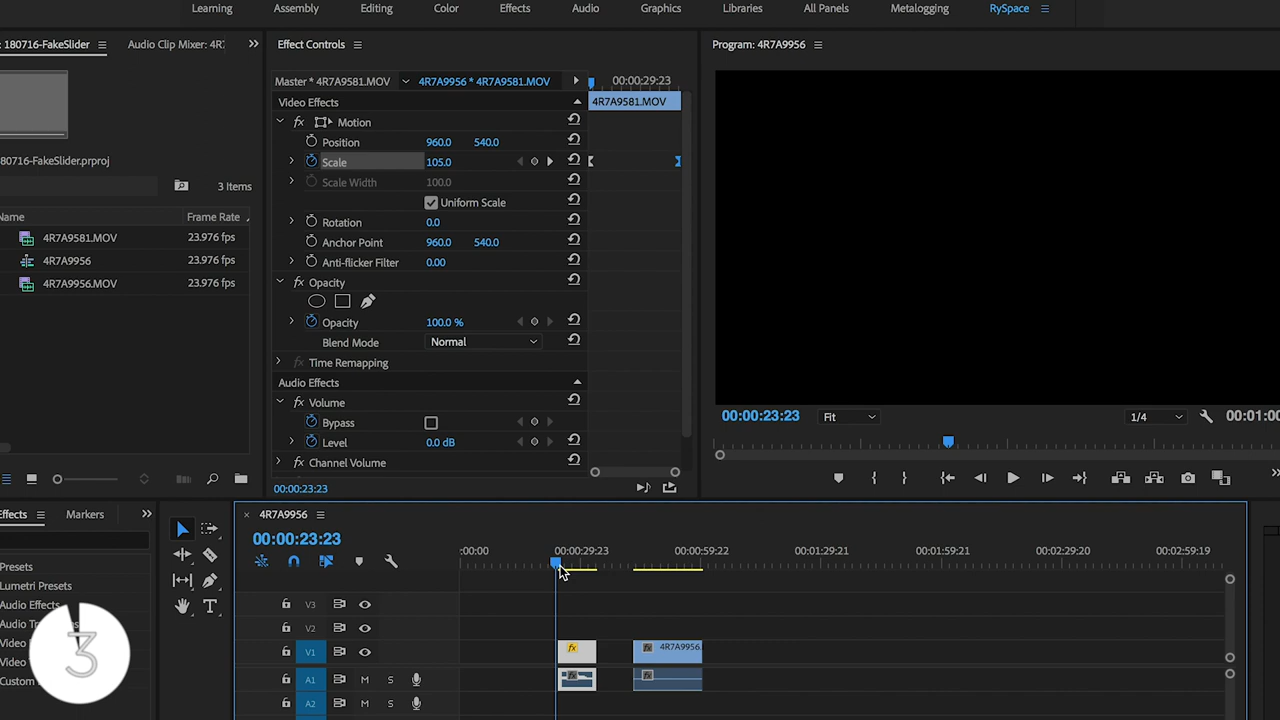 Learning Assembly Editing Color Effects Audio Graphics Libraries All Panels Metalogging RySpace
180716-FakeSlider Audio Clip Mixer: 4R7
Effect Controls
Program: 4R7A9956
Master * 4R7A9581.MOV 4R7A9956 * 4R7A9581.MOV 00:00:29:23
Video Effects 4R7A9581.MOV
Motion
Position 960.0 540.0
Scale 105.0
Scale Width 100.0
Uniform Scale
Rotation 0.0
Anchor Point 960.0 540.0
Anti-flicker Filter 0.00
Opacity
Opacity 100.0 %
Blend Mode Normal
Time Remapping
Audio Effects
Volume
Bypass
Level 0.0 dB
Channel Volume
00:00:23:23
80716-FakeSlider.prproj
3 Items
Name Frame Rate
4R7A9581.MOV 23.976 fps
4R7A9956 23.976 fps
4R7A9956.MOV 23.976 fps
00:00:23:23 Fit 1/4 00:01:00
Effects Markers
Presets
Lumetri Presets
Audio Effects
Audio Tra
Video
Video
Custom
3
4R7A9956
00:00:23:23
:00:00 00:00:29:23 00:00:59:22 00:01:29:21 00:01:59:21 00:02:29:20 00:02:59:19
V3
V2
V1 fx fx 4R7A9956.
A1 M S fx fx
A2 M S